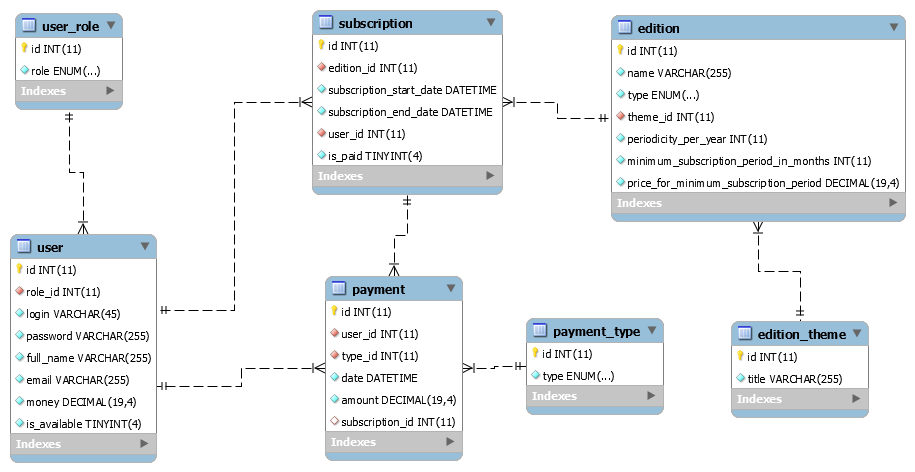 user_role
id INT(11)
role ENUM(...)
Indexes
subscription
id INT(11)
edition_id INT(11)
subscription_start_date DATETIME
subscription_end_date DATETIME
user_id INT(11)
is_paid TINYINT(4)
Indexes
edition
id INT(11)
name VARCHAR(255)
type ENUM(...)
theme_id INT(11)
periodicity_per_year INT(11)
minimum_subscription_period_in_months INT(11)
price_for_minimum_subscription_period DECIMAL(19,4)
Indexes
user
id INT(11)
role_id INT(11)
login VARCHAR(45)
password VARCHAR(255)
full_name VARCHAR(255)
email VARCHAR(255)
money DECIMAL(19,4)
is_available TINYINT(4)
Indexes
payment
id INT(11)
user_id INT(11)
type_id INT(11)
date DATETIME
amount DECIMAL(19,4)
subscription_id INT(11)
Indexes
payment_type
id INT(11)
type ENUM(...)
Indexes
edition_theme
id INT(11)
title VARCHAR(255)
Indexes